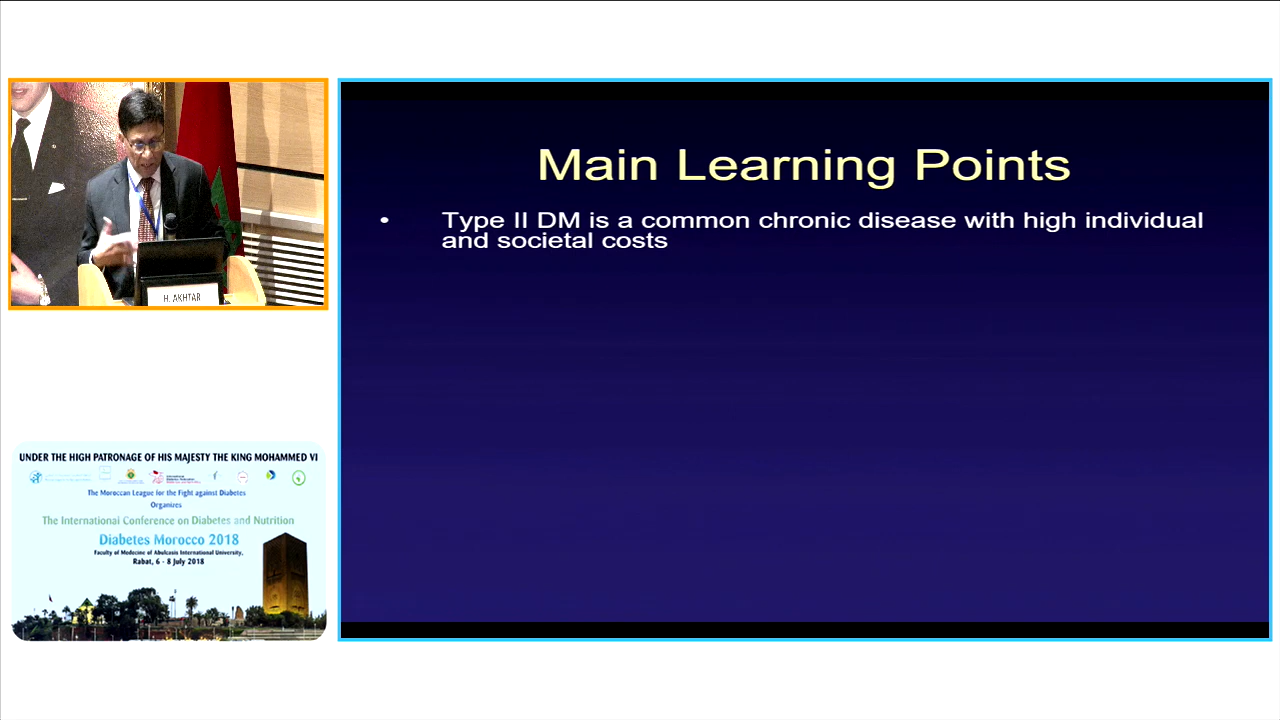 H. AKHTAR
Main Learning Points
• Type II DM is a common chronic disease with high individual
and societal costs
UNDER THE HIGH PATRONAGE OF HIS MAJESTY THE KING MOHAMMED VI
The Moroccan League for the Fight against Diabetes
Organizes
The International Conference on Diabetes and Nutrition
Diabetes Morocco 2018
Faculty of Medecine of Abulcasis International University,
Rabat, 6 - 8 July 2018